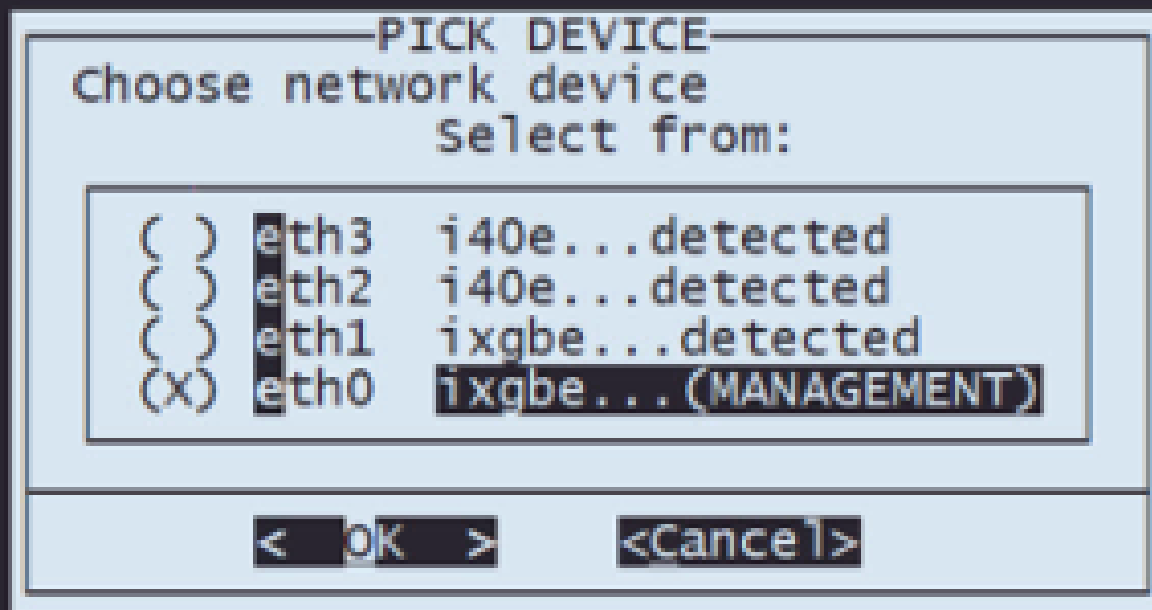 PICK DEVICE
Choose network device
Select from:
( ) eth3 i40e...detected
( ) eth2 i40e...detected
( ) eth1 ixgbe...detected
(X) eth0 ixgbe...(MANAGEMENT)
< OK > <Cancel>